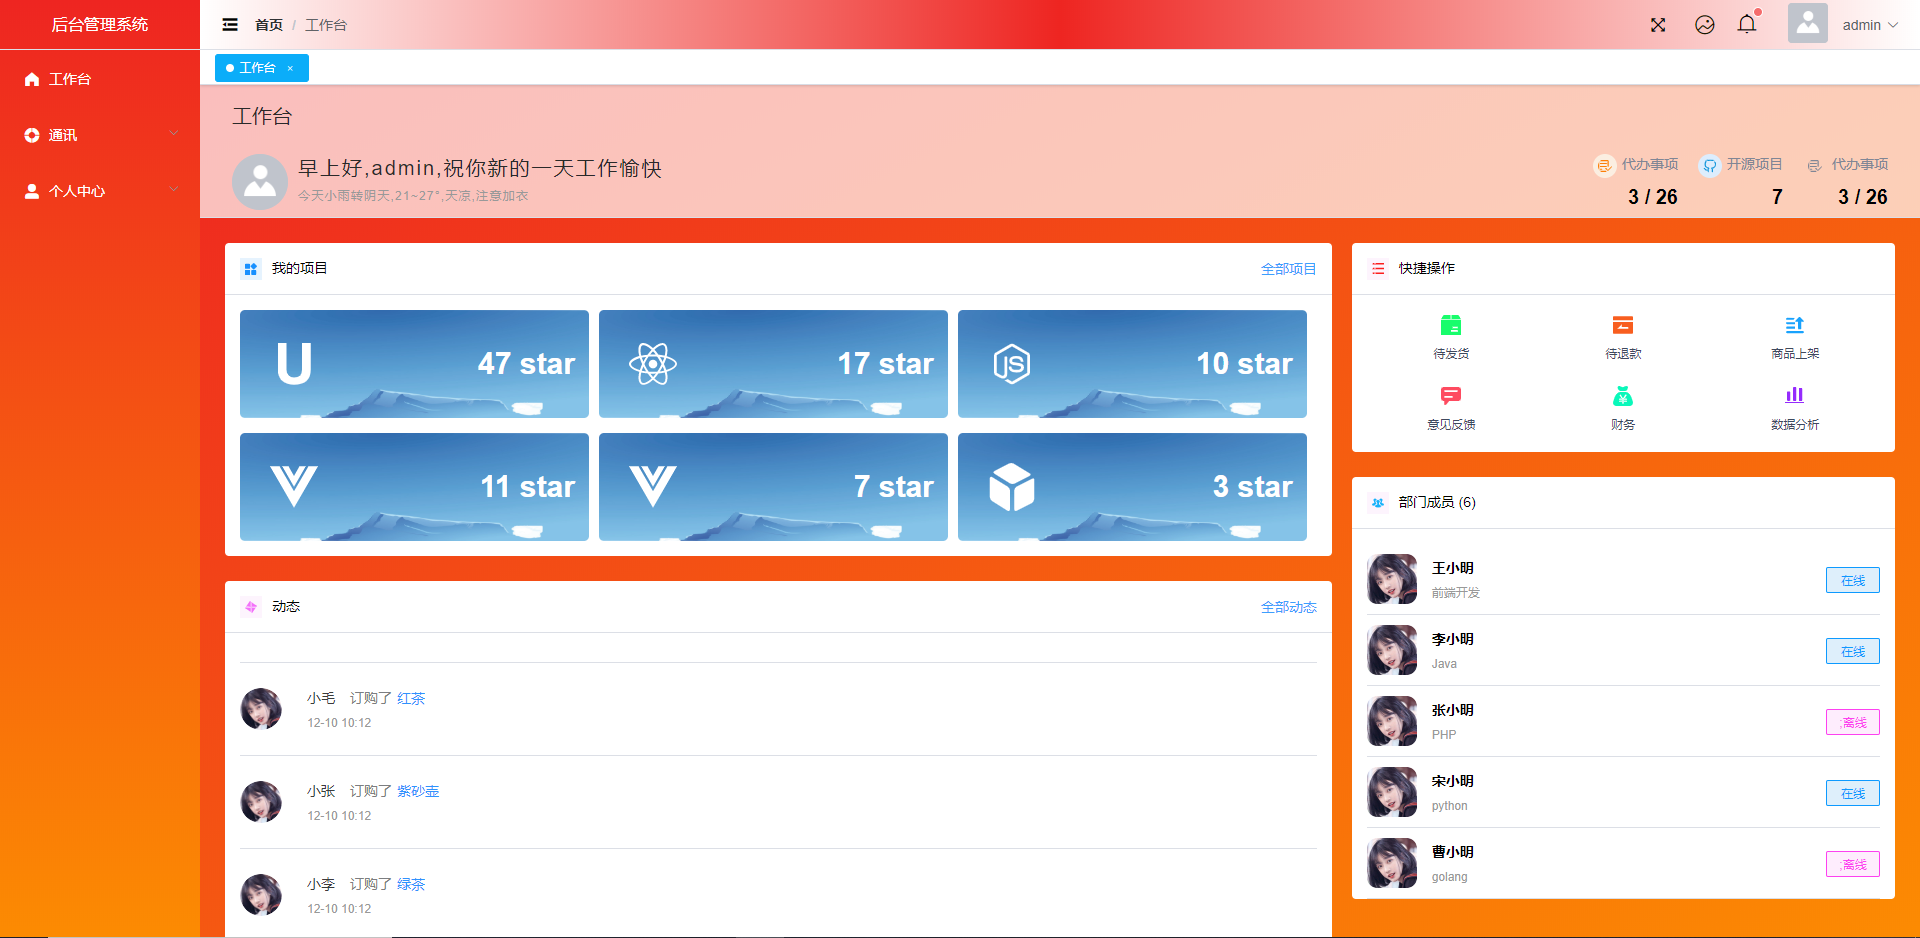 后台管理系统
首页 / 工作台
admin
工作台
通讯
个人中心
工作台 ×
工作台
早上好,admin,祝你新的一天工作愉快
今天小雨转阴天,21~27°,天凉,注意加衣
代办事项
3 / 26
开源项目
7
代办事项
3 / 26
我的项目
全部项目
U
47 star
17 star
JS
10 star
11 star
7 star
3 star
动态
全部动态
小毛 订购了 红茶
12-10 10:12
小张 订购了 紫砂壶
12-10 10:12
小李 订购了 绿茶
12-10 10:12
快捷操作
待发货
待退款
商品上架
意见反馈
¥
财务
数据分析
部门成员 (6)
王小明
前端开发
在线
李小明
Java
在线
张小明
PHP
;离线
宋小明
python
在线
曹小明
golang
;离线